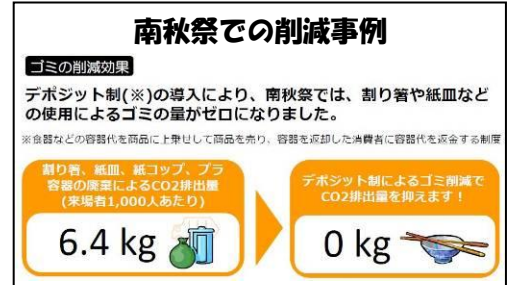 南秋祭での削減事例
ゴミの削減効果
デポジット制(※)の導入により、南秋祭では、割り箸や紙皿など
の使用によるゴミの量がゼロになりました。
※食器などの容器代を商品に上乗せして商品を売り、容器を返却した消費者に容器代を返金する制度
割り箸、紙皿、紙コップ、プラ
容器の廃棄によるCO2排出量
(来場者1,000人あたり)
6.4 kg
デポジット制によるゴミ削減で
CO2排出量を抑えます！
0 kg